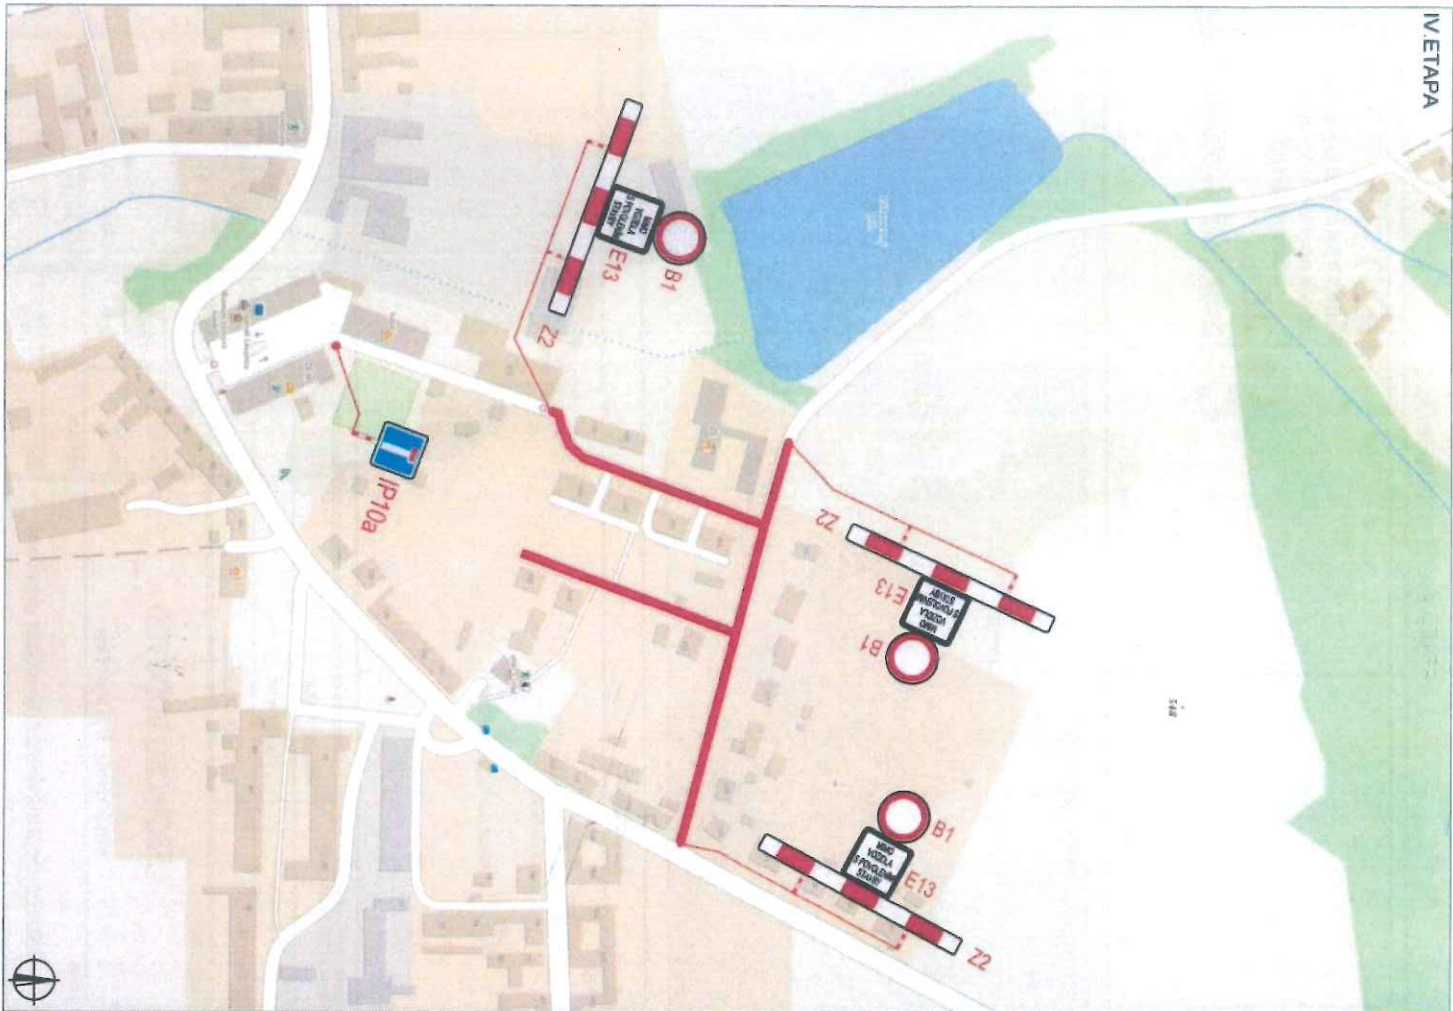 IV.ETAPA
MIMO
VOZIDLA
S POVOLENÍM
STAVBY
E13
B1
Z2
IP10a
Z2
E13
MIMO
VOZIDLA
S POVOLENÍM
STAVBY
B1
B1
MIMO
VOZIDLA
S POVOLENÍM
STAVBY
E13
Z2